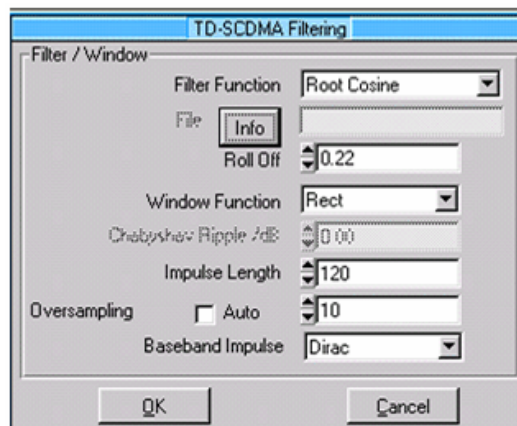 TD-SCDMA Filtering
Filter / Window
Filter Function Root Cosine
File Info
Roll Off 0.22
Window Function Rect
Chabyshav Ripple /dB 0.00
Impulse Length 120
Oversampling Auto 10
Baseband Impulse Dirac
OK Cancel